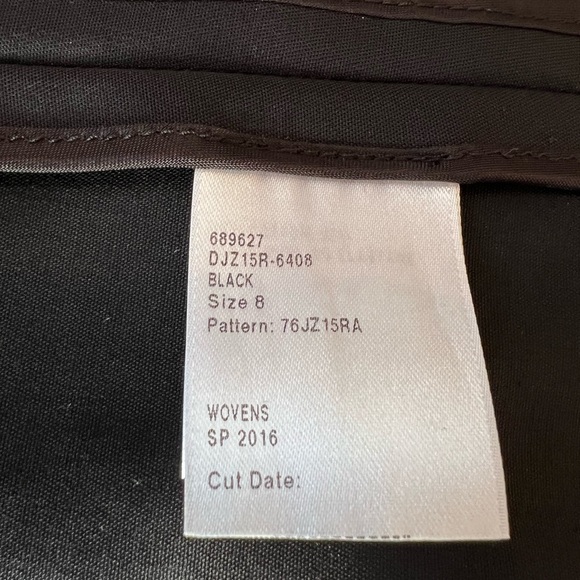 689627
DJZ15R-6408
BLACK
Size 8
Pattern: 76JZ15RA
WOVENS
SP 2016
Cut Date: